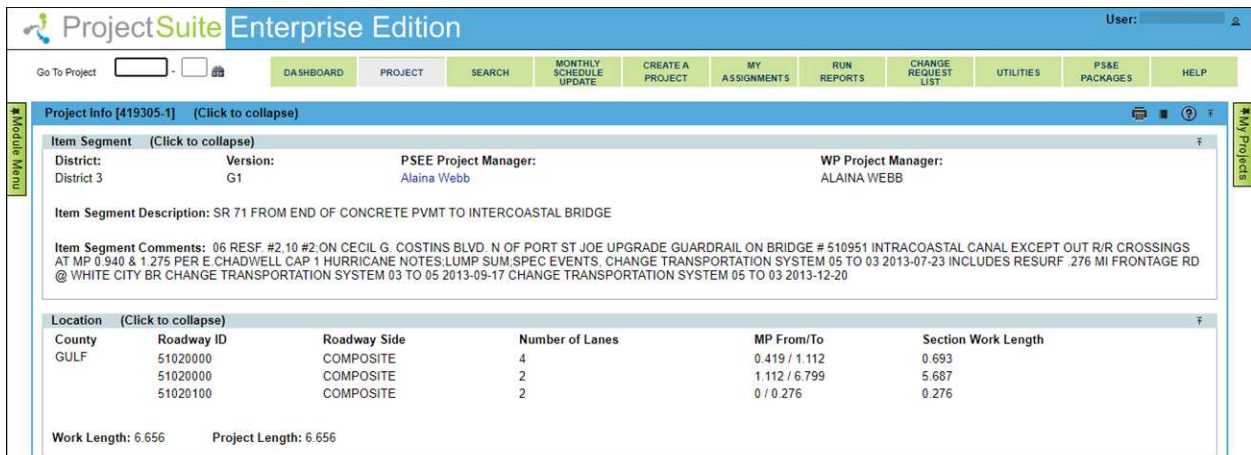 ProjectSuite Enterprise Edition
User:
Go To Project - DASHBOARD PROJECT SEARCH MONTHLY SCHEDULE UPDATE CREATE A PROJECT MY ASSIGNMENTS RUN REPORTS CHANGE REQUEST LIST UTILITIES PS&E PACKAGES HELP
Module Menu
My Projects
Project Info [419305-1] (Click to collapse)
Item Segment (Click to collapse)
District: Version: PSEE Project Manager: WP Project Manager:
District 3 G1 Alaina Webb ALAINA WEBB
Item Segment Description: SR 71 FROM END OF CONCRETE PVMT TO INTERCOASTAL BRIDGE
Item Segment Comments: 06 RESF. #2,10 #2;ON CECIL G. COSTINS BLVD. N OF PORT ST JOE UPGRADE GUARDRAIL ON BRIDGE # 510951 INTRACOASTAL CANAL EXCEPT OUT R/R CROSSINGS
AT MP 0.940 & 1.275 PER E.CHADWELL CAP 1 HURRICANE NOTES;LUMP SUM;SPEC EVENTS, CHANGE TRANSPORTATION SYSTEM 05 TO 03 2013-07-23 INCLUDES RESURF .276 MI FRONTAGE RD
@ WHITE CITY BR CHANGE TRANSPORTATION SYSTEM 03 TO 05 2013-09-17 CHANGE TRANSPORTATION SYSTEM 05 TO 03 2013-12-20
Location (Click to collapse)
County Roadway ID Roadway Side Number of Lanes MP From/To Section Work Length
GULF 51020000 COMPOSITE 4 0.419 / 1.112 0.693
51020000 COMPOSITE 2 1.112 / 6.799 5.687
51020100 COMPOSITE 2 0 / 0.276 0.276
Work Length: 6.656 Project Length: 6.656